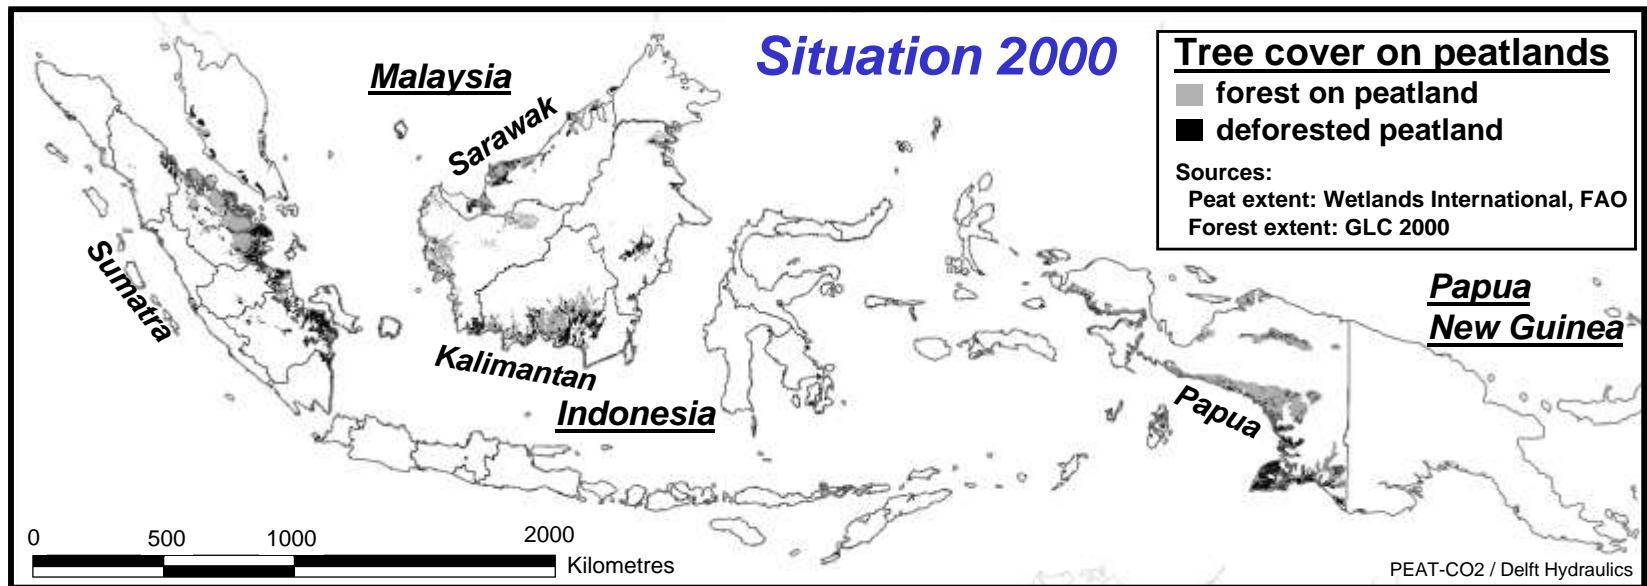 Situation 2000
Tree cover on peatlands
forest on peatland
deforested peatland
Sources:
Peat extent: Wetlands International, FAO
Forest extent: GLC 2000
Malaysia
Sarawak
Sumatra
Kalimantan
Indonesia
Papua
Papua
New Guinea
0 500 1000 2000
Kilometres
PEAT-CO2 / Delft Hydraulics